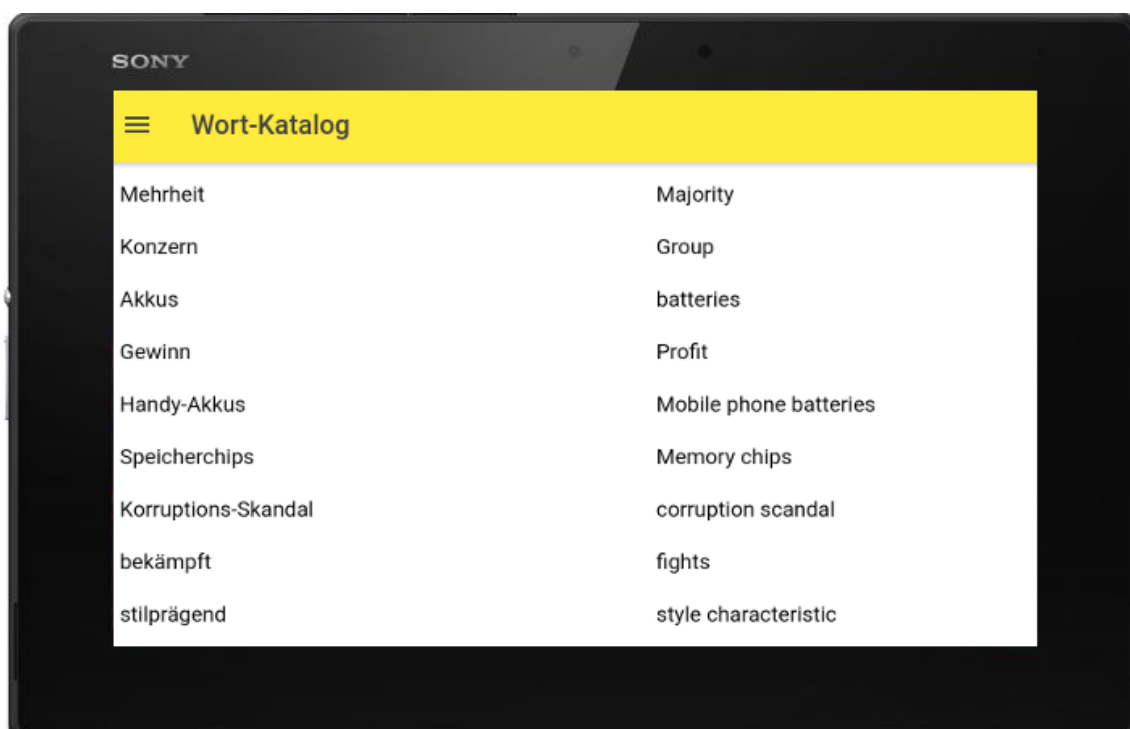 SONY
Wort-Katalog
Mehrheit Majority
Konzern Group
Akkus batteries
Gewinn Profit
Handy-Akkus Mobile phone batteries
Speicherchips Memory chips
Korruptions-Skandal corruption scandal
bekämpft fights
stilprägend style characteristic